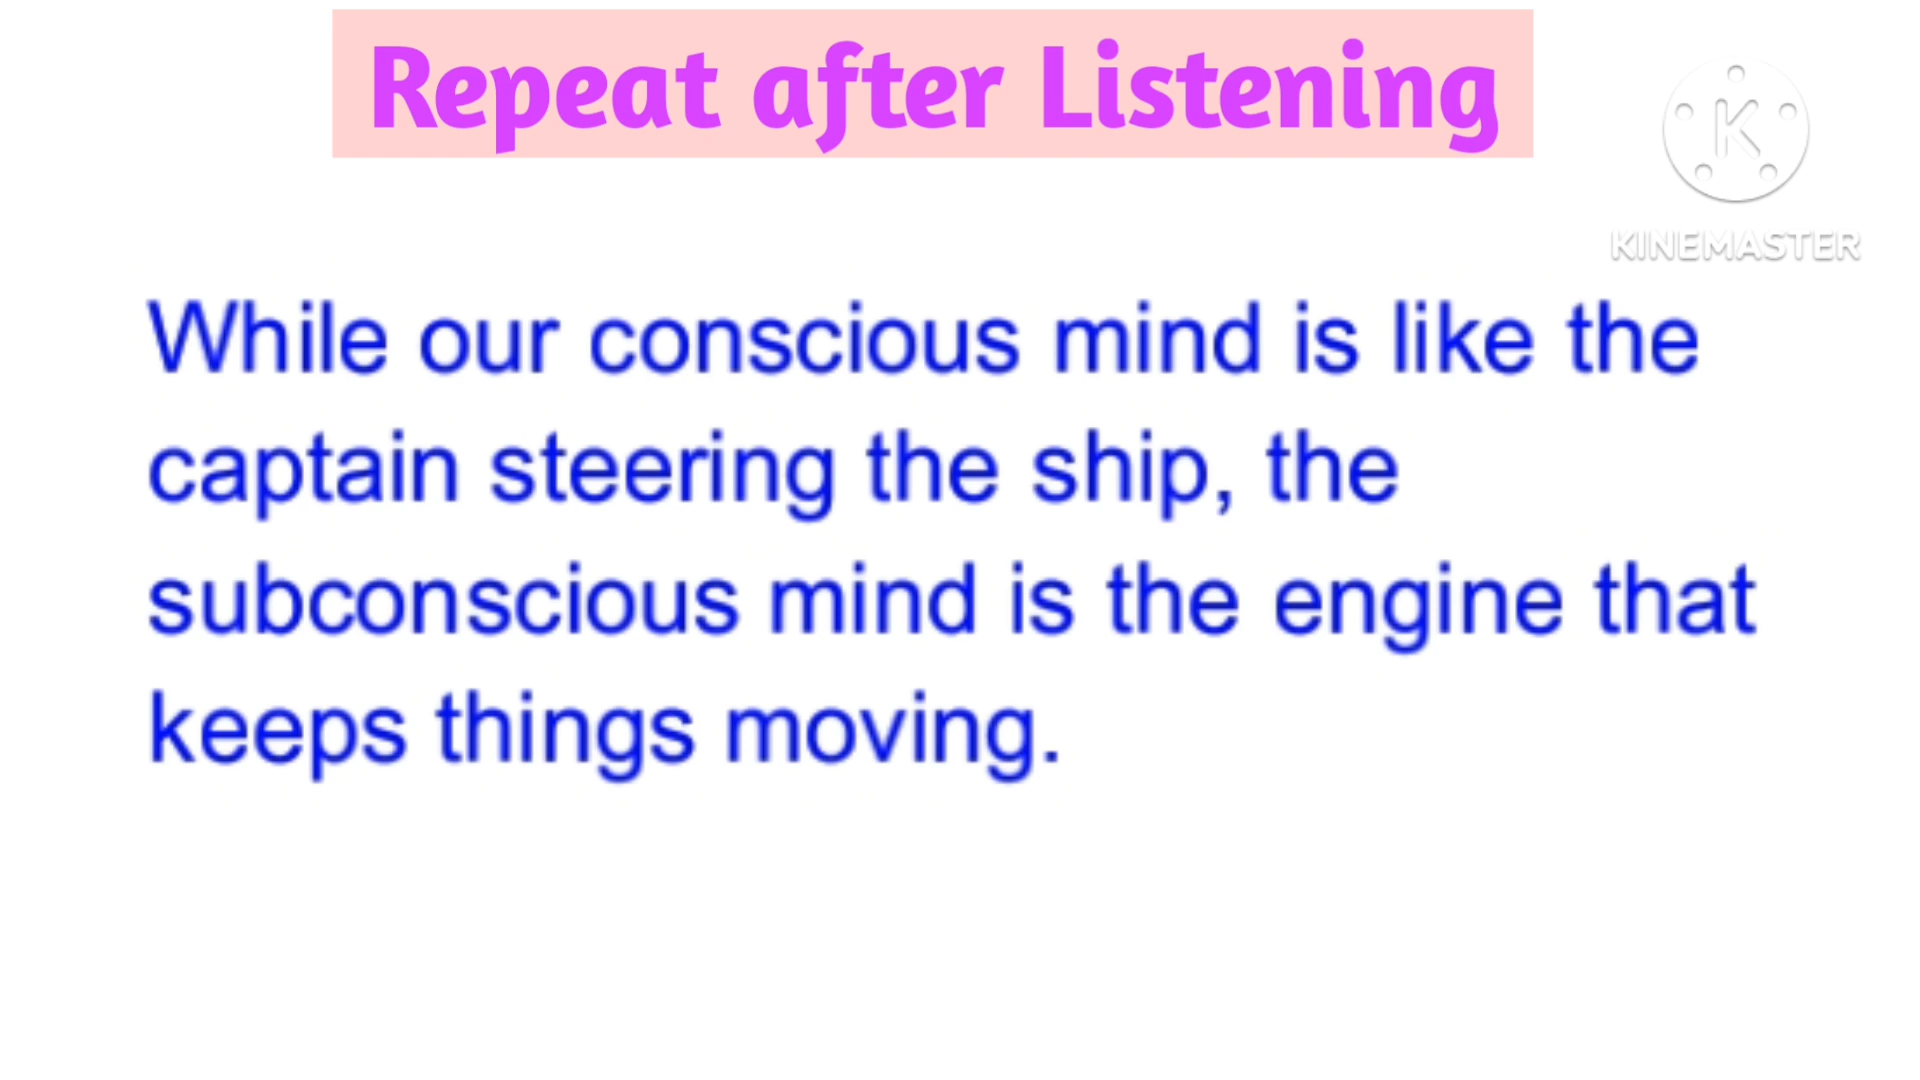 Repeat after Listening
K
KINEMASTER
While our conscious mind is like the
captain steering the ship, the
subconscious mind is the engine that
keeps things moving.